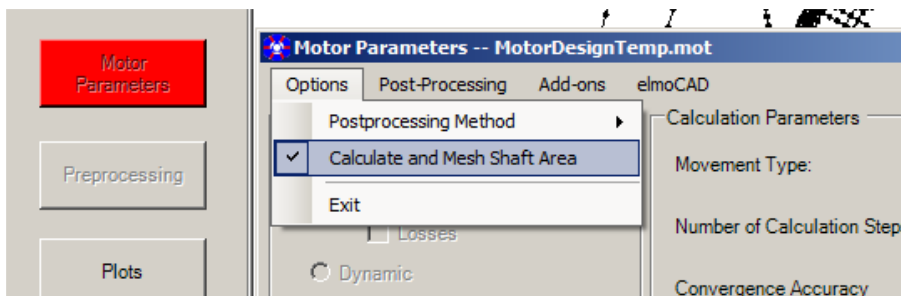 Motor Parameters -- MotorDesignTemp.mot
Motor
Parameters
Options Post-Processing Add-ons elmoCAD
Postprocessing Method
Calculation Parameters
Calculate and Mesh Shaft Area
Movement Type:
Preprocessing
Exit
Number of Calculation Step
Losses
Plots
Dynamic
Convergence Accuracy